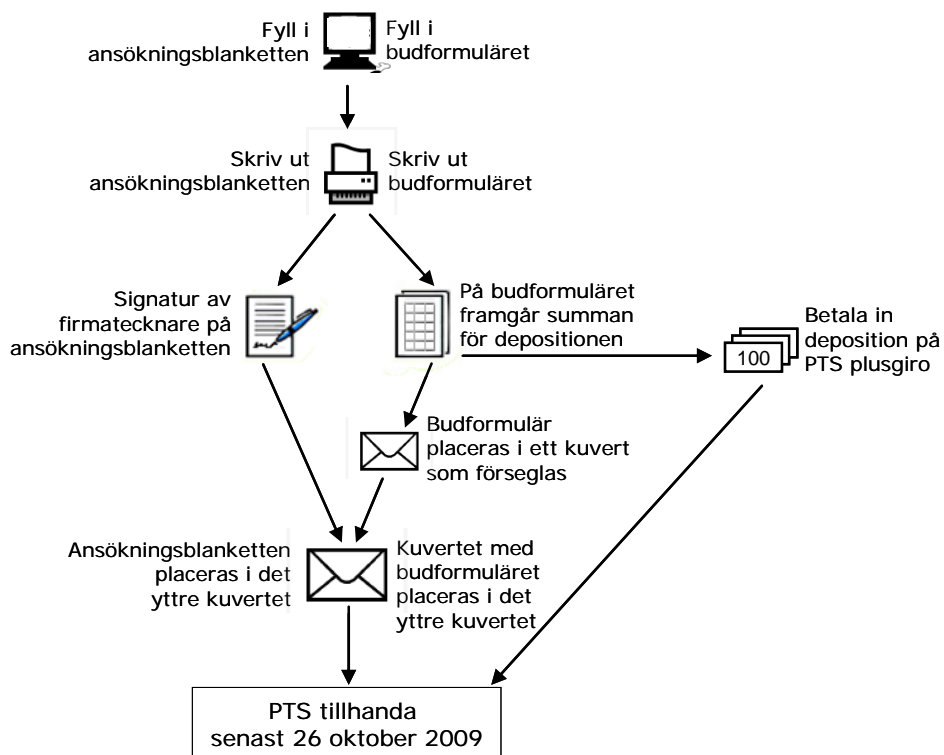 Fyll i
ansökningsblanketten
Fyll i
budformuläret
Skriv ut
ansökningsblanketten
Skriv ut
budformuläret
Signatur av
firmatecknare på
ansökningsblanketten
På budformuläret
framgår summan
för depositionen
100
Betala in
deposition på
PTS plusgiro
Budformulär
placeras i ett kuvert
som förseglas
Ansökningsblanketten
placeras i det
yttre kuvertet
Kuvertet med
budformuläret
placeras i det
yttre kuvertet
PTS tillhanda
senast 26 oktober 2009